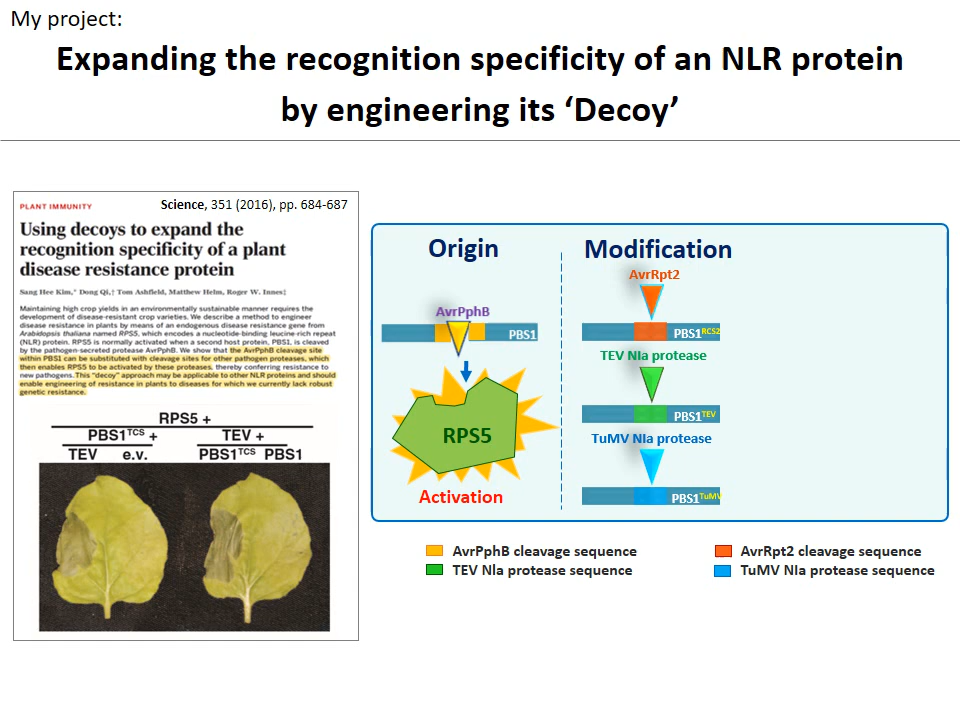 My project:
Expanding the recognition specificity of an NLR protein
by engineering its ‘Decoy’
PLANT IMMUNITY
Science, 351 (2016), pp. 684-687
Using decoys to expand the
recognition specificity of a plant
disease resistance protein
Sang Hee Kim,* Dong Qi,† Tom Ashfield, Matthew Helm, Roger W. Innes‡
Maintaining high crop yields in an environmentally sustainable manner requires the
development of disease-resistant crop varieties. We describe a method to engineer
disease resistance in plants by means of an endogenous disease resistance gene from
Arabidopsis thaliana named RPS5, which encodes a nucleotide-binding leucine-rich repeat
(NLR) protein. RPS5 is normally activated when a second host protein, PBS1, is cleaved
by the pathogen-secreted protease AvrPphB. We show that the AvrPphB cleavage site
within PBS1 can be substituted with cleavage sites for other pathogen proteases, which
then enables RPS5 to be activated by these proteases, thereby conferring resistance to
new pathogens. This “decoy” approach may be applicable to other NLR proteins and should
enable engineering of resistance in plants to diseases for which we currently lack robust
genetic resistance.
RPS5 +
PBS1TCS + TEV +
TEV e.v. PBS1TCS PBS1
Origin
AvrPphB
PBS1
RPS5
Activation
Modification
AvrRpt2
PBS1RCS2
TEV NIa protease
PBS1TEV
TuMV NIa protease
PBS1TuMV
AvrPphB cleavage sequence
TEV Nla protease sequence
AvrRpt2 cleavage sequence
TuMV NIa protease sequence